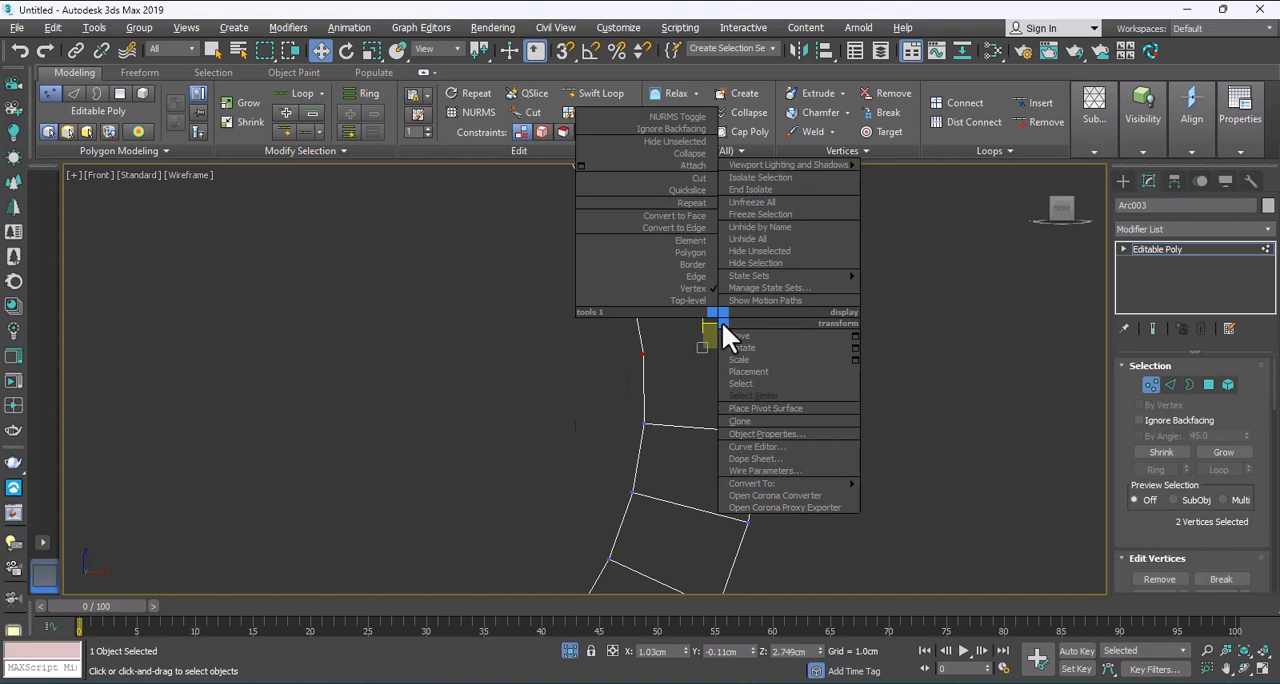 Untitled - Autodesk 3ds Max 2019
File Edit Tools Group Views Create Modifiers Animation Graph Editors Rendering Civil View Customize Scripting Interactive Content Arnold Help
Sign In Workspaces: Default
All View Create Selection Se
Modeling Freeform Selection Object Paint Populate
Editable Poly
Grow Loop Ring
Shrink
Repeat QSlice Swift Loop Relax Create
NURMS Cut Collapse
Constraints: Cap Poly
Extrude Remove
Chamfer Break
Weld Target
Connect Insert
Dist Connect
Sub... Visibility Align Properties
Polygon Modeling Modify Selection Edit All) Vertices Loops
[+] [Front] [Standard] [Wireframe]
NURMS Toggle
Ignore Backfacing
Hide Unselected
Collapse
Attach
Cut
Quickslice
Repeat
Convert to Face
Convert to Edge
Element
Polygon
Border
Edge
Vertex
Top-level
tools 1
Viewport Lighting and Shadows
Isolate Selection
End Isolate
Unfreeze All
Freeze Selection
Unhide by Name
Unhide All
Hide Unselected
Hide Selection
State Sets
Manage State Sets...
Show Motion Paths
display
transform
Scale
Placement
Select
Select Similar
Place Pivot Surface
Clone
Object Properties...
Curve Editor...
Dope Sheet...
Wire Parameters...
Convert To:
Open Corona Converter
Open Corona Proxy Exporter
FRONT
Arc003
Modifier List
Editable Poly
Selection
By Vertex
Ignore Backfacing
By Angle: 45.0
Shrink Grow
Ring Loop
Preview Selection
Off SubObj Multi
2 Vertices Selected
Edit Vertices
Remove Break
z
0 / 100
0 5 10 15 20 25 30 35 40 45 50 55 60 65 70 75 80 85 90 95 100
1 Object Selected
X: 1.03cm Y: -0.11cm Z: 2.749cm Grid = 1.0cm
Auto Key Selected
MAXScript Mi
Click or click-and-drag to select objects
Add Time Tag
0
Set Key Key Filters...